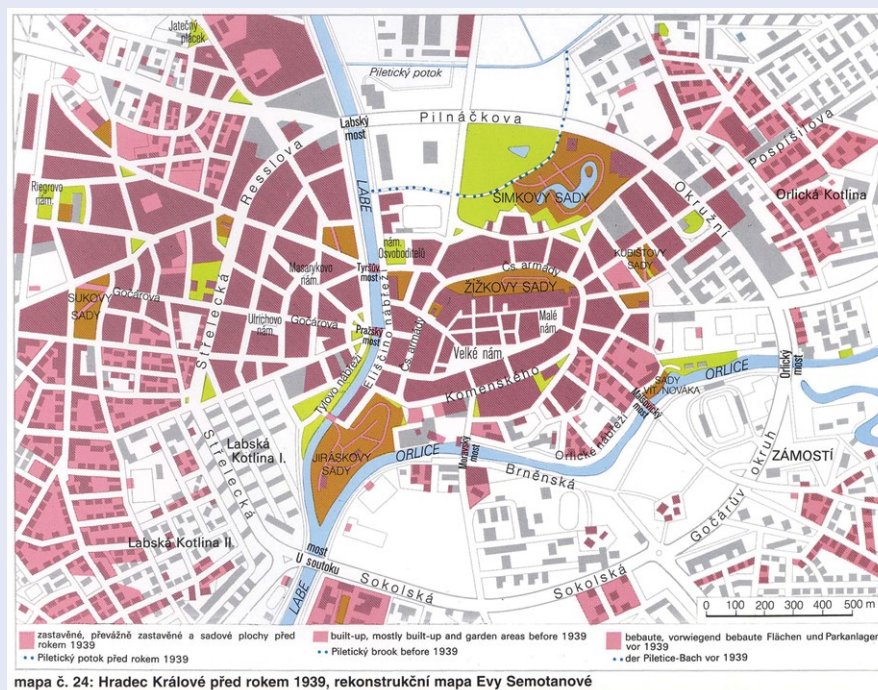 Jatečný
plácek
Piletický potok
Labský
most
Pilnáčkova
Pospíšilova
Resslova
LABE
Riegrovo
nám.
ŠIMKOVY SADY
Okružní
Orlická Kotlina
nám.
Osvoboditelů
Čs. armády
KUBIŠTOVY
SADY
Masarykovo
nám.
Tyršův
most
ŽIŽKOVY SADY
SUKOVY
SADY
Gočárova
Střelecká
Ulrichovo
nám.
Gočárova
Pražský
most
Eliščino nábřeží
Čs. armády
Malé
nám.
Velké nám.
Komenského
Tylovo nábřeží
SADY
VÍT. NOVÁKA
ORLICE
Orlický
most
Labská
Kotlina I.
Střelecká
JIRÁSKOVY
SADY
ORLICE
Moravský
most
Orlické nábřeží
most
Brněnská
ZÁMOSTÍ
Gočárův okruh
Labská Kotlina II.
most
U soutoku
Sokolská
Sokolská
LABE
0 100 200 300 400 500 m
zastavěné, převážně zastavěné a sadové plochy před
rokem 1939
Piletický potok před rokem 1939
built-up, mostly built-up and garden areas before 1939
Piletický brook before 1939
bebaute, vorwiegend bebaute Flächen und Parkanlagen
vor 1939
der Piletice-Bach vor 1939
mapa č. 24: Hradec Králové před rokem 1939, rekonstrukční mapa Evy Semotanové